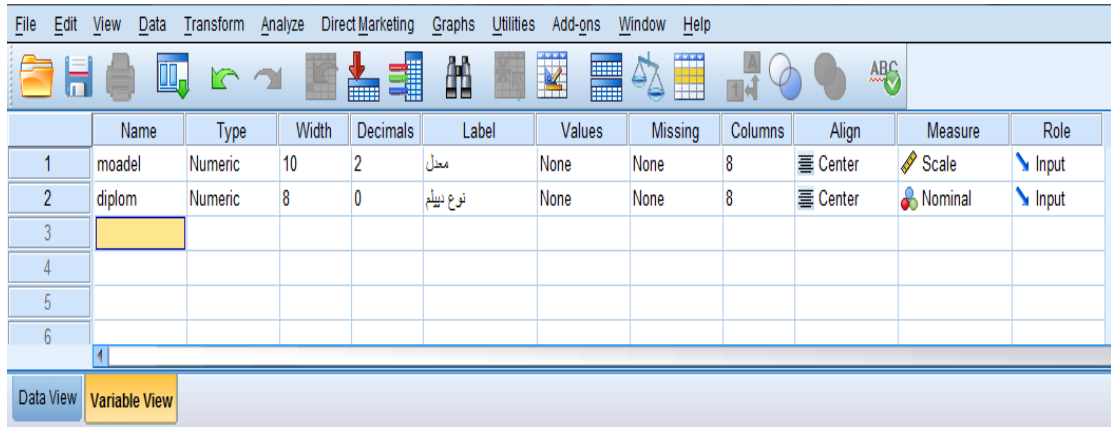 File Edit View Data Transform Analyze Direct Marketing Graphs Utilities Add-ons Window Help
A 1 ABC
Name Type Width Decimals Label Values Missing Columns Align Measure Role
1 moadel Numeric 10 2 معدل None None 8 Center Scale Input
2 diplom Numeric 8 0 نوع دیپلم None None 8 Center Nominal Input
3
4
5
6
Data View Variable View